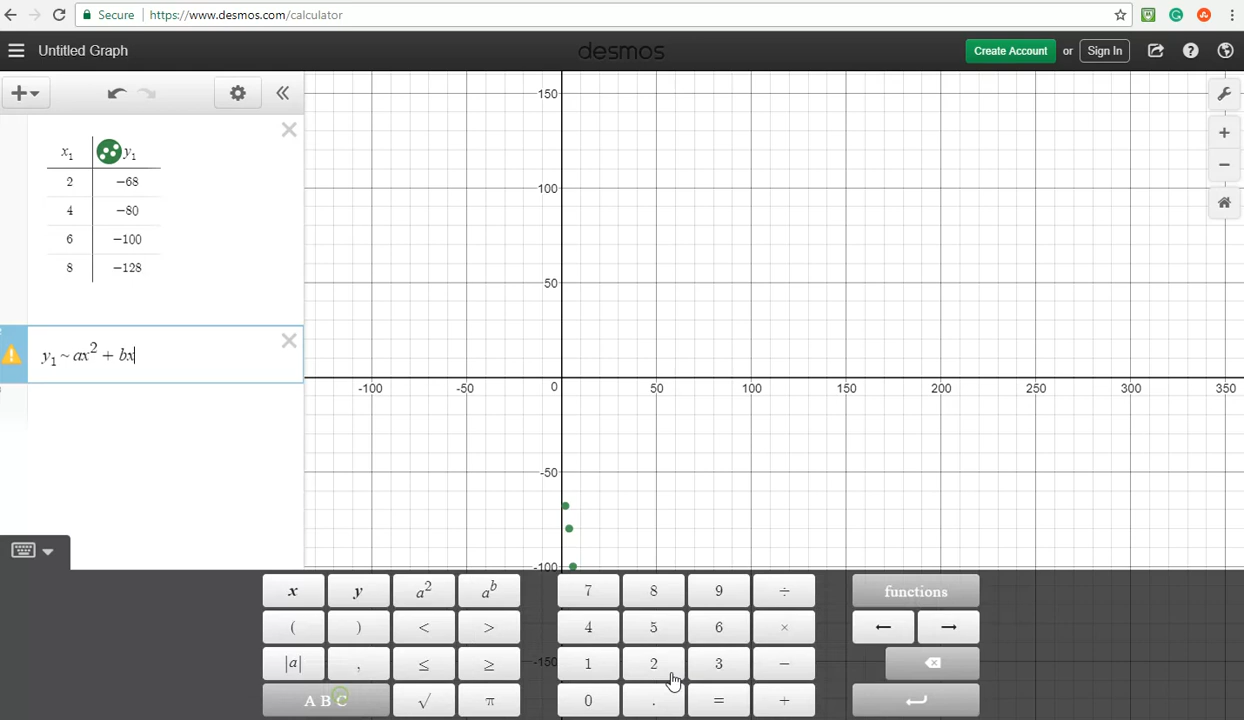 Secure | https://www.desmos.com/calculator
Untitled Graph
desmos
Create Account or Sign In
x₁ y₁
2 −68
4 −80
6 −100
8 −128
y₁ ~ ax² + bx
150
100
50
0
-50
-100
-150
-100 -50 50 100 150 200 250 300 350
x y a² aᵇ 7 8 9 ÷ functions
( ) < > 4 5 6 × ← →
|a| , ≤ ≥ 1 2 3 −
A B C √ π 0 . = +